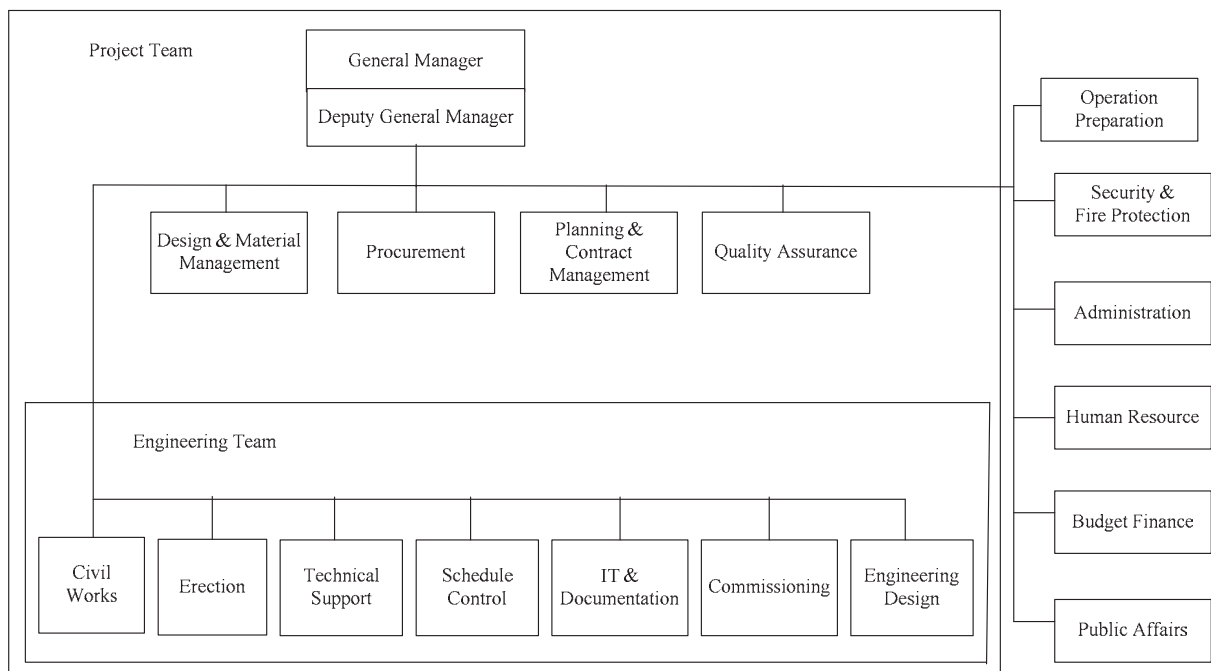 Project Team
General Manager
Deputy General Manager
Operation
Preparation
Security &
Fire Protection
Design & Material
Management
Procurement
Planning &
Contract
Management
Quality Assurance
Administration
Human Resource
Engineering Team
Budget Finance
Civil
Works
Erection
Technical
Support
Schedule
Control
IT &
Documentation
Commissioning
Engineering
Design
Public Affairs